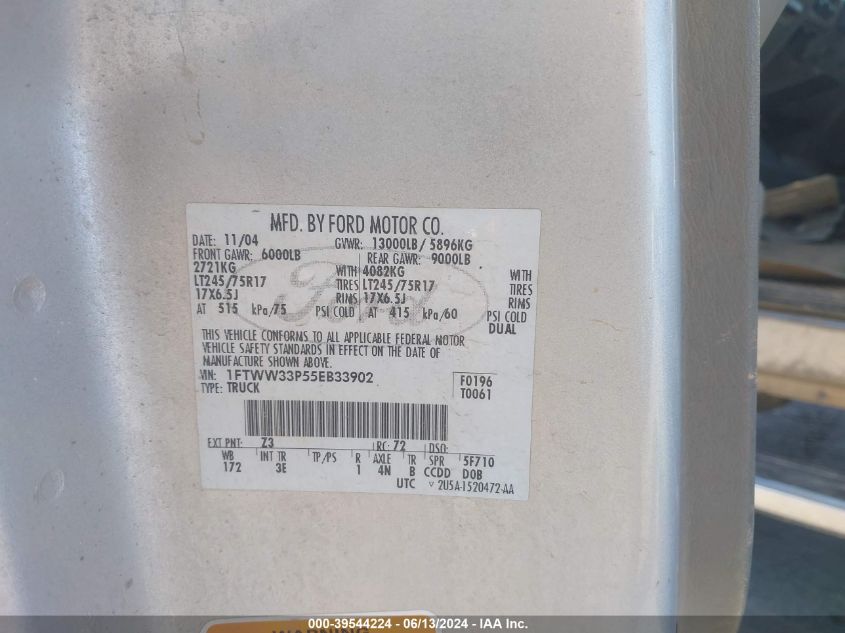 MFD. BY FORD MOTOR CO.
DATE: 11/04 GVWR: 13000LB/ 5896KG
FRONT GAWR: 6000LB REAR GAWR: 9000LB
2721KG WITH 4082KG WITH
LT245/75R17 TIRES LT245/75R17 TIRES
17X6.5J RIMS 17X6.5J RIMS
AT 515 kPa/75 PSI COLD AT 415 kPa/60 PSI COLD
DUAL
THIS VEHICLE CONFORMS TO ALL APPLICABLE FEDERAL MOTOR
VEHICLE SAFETY STANDARDS IN EFFECT ON THE DATE OF
MANUFACTURE SHOWN ABOVE.
VIN: 1FTWW33P55EB33902 F0196
TYPE: TRUCK T0061
Ford
EXT PNT: Z3 RC: 72 DSO:
WB INT TR TP/PS R AXLE TR SPR 5F710
172 3E 1 4N B CCDD DOB
UTC v 2U5A-1520472-AA
WARNING
000-39544224 - 06/13/2024 - IAA Inc.